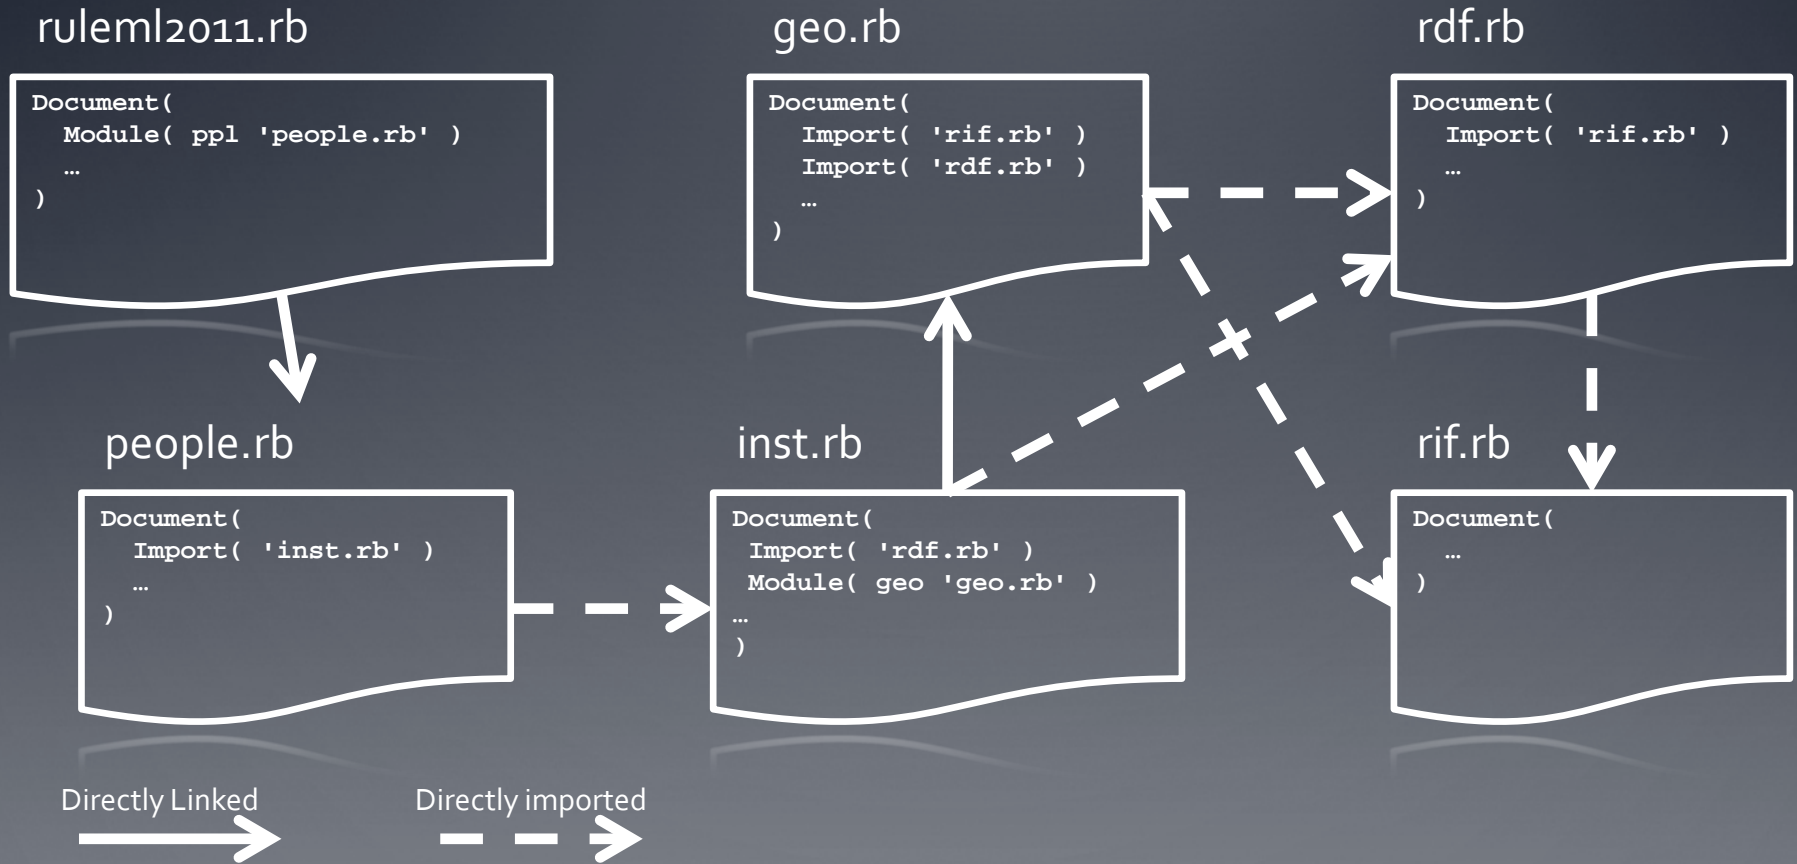 ruleml2011.rb
Document(
Module( ppl 'people.rb' )
…
)
geo.rb
Document(
Import( 'rif.rb' )
Import( 'rdf.rb' )
…
)
rdf.rb
Document(
Import( 'rif.rb' )
…
)
people.rb
Document(
Import( 'inst.rb' )
…
)
inst.rb
Document(
Import( 'rdf.rb' )
Module( geo 'geo.rb' )
…
)
rif.rb
Document(
…
)
Directly Linked
Directly imported